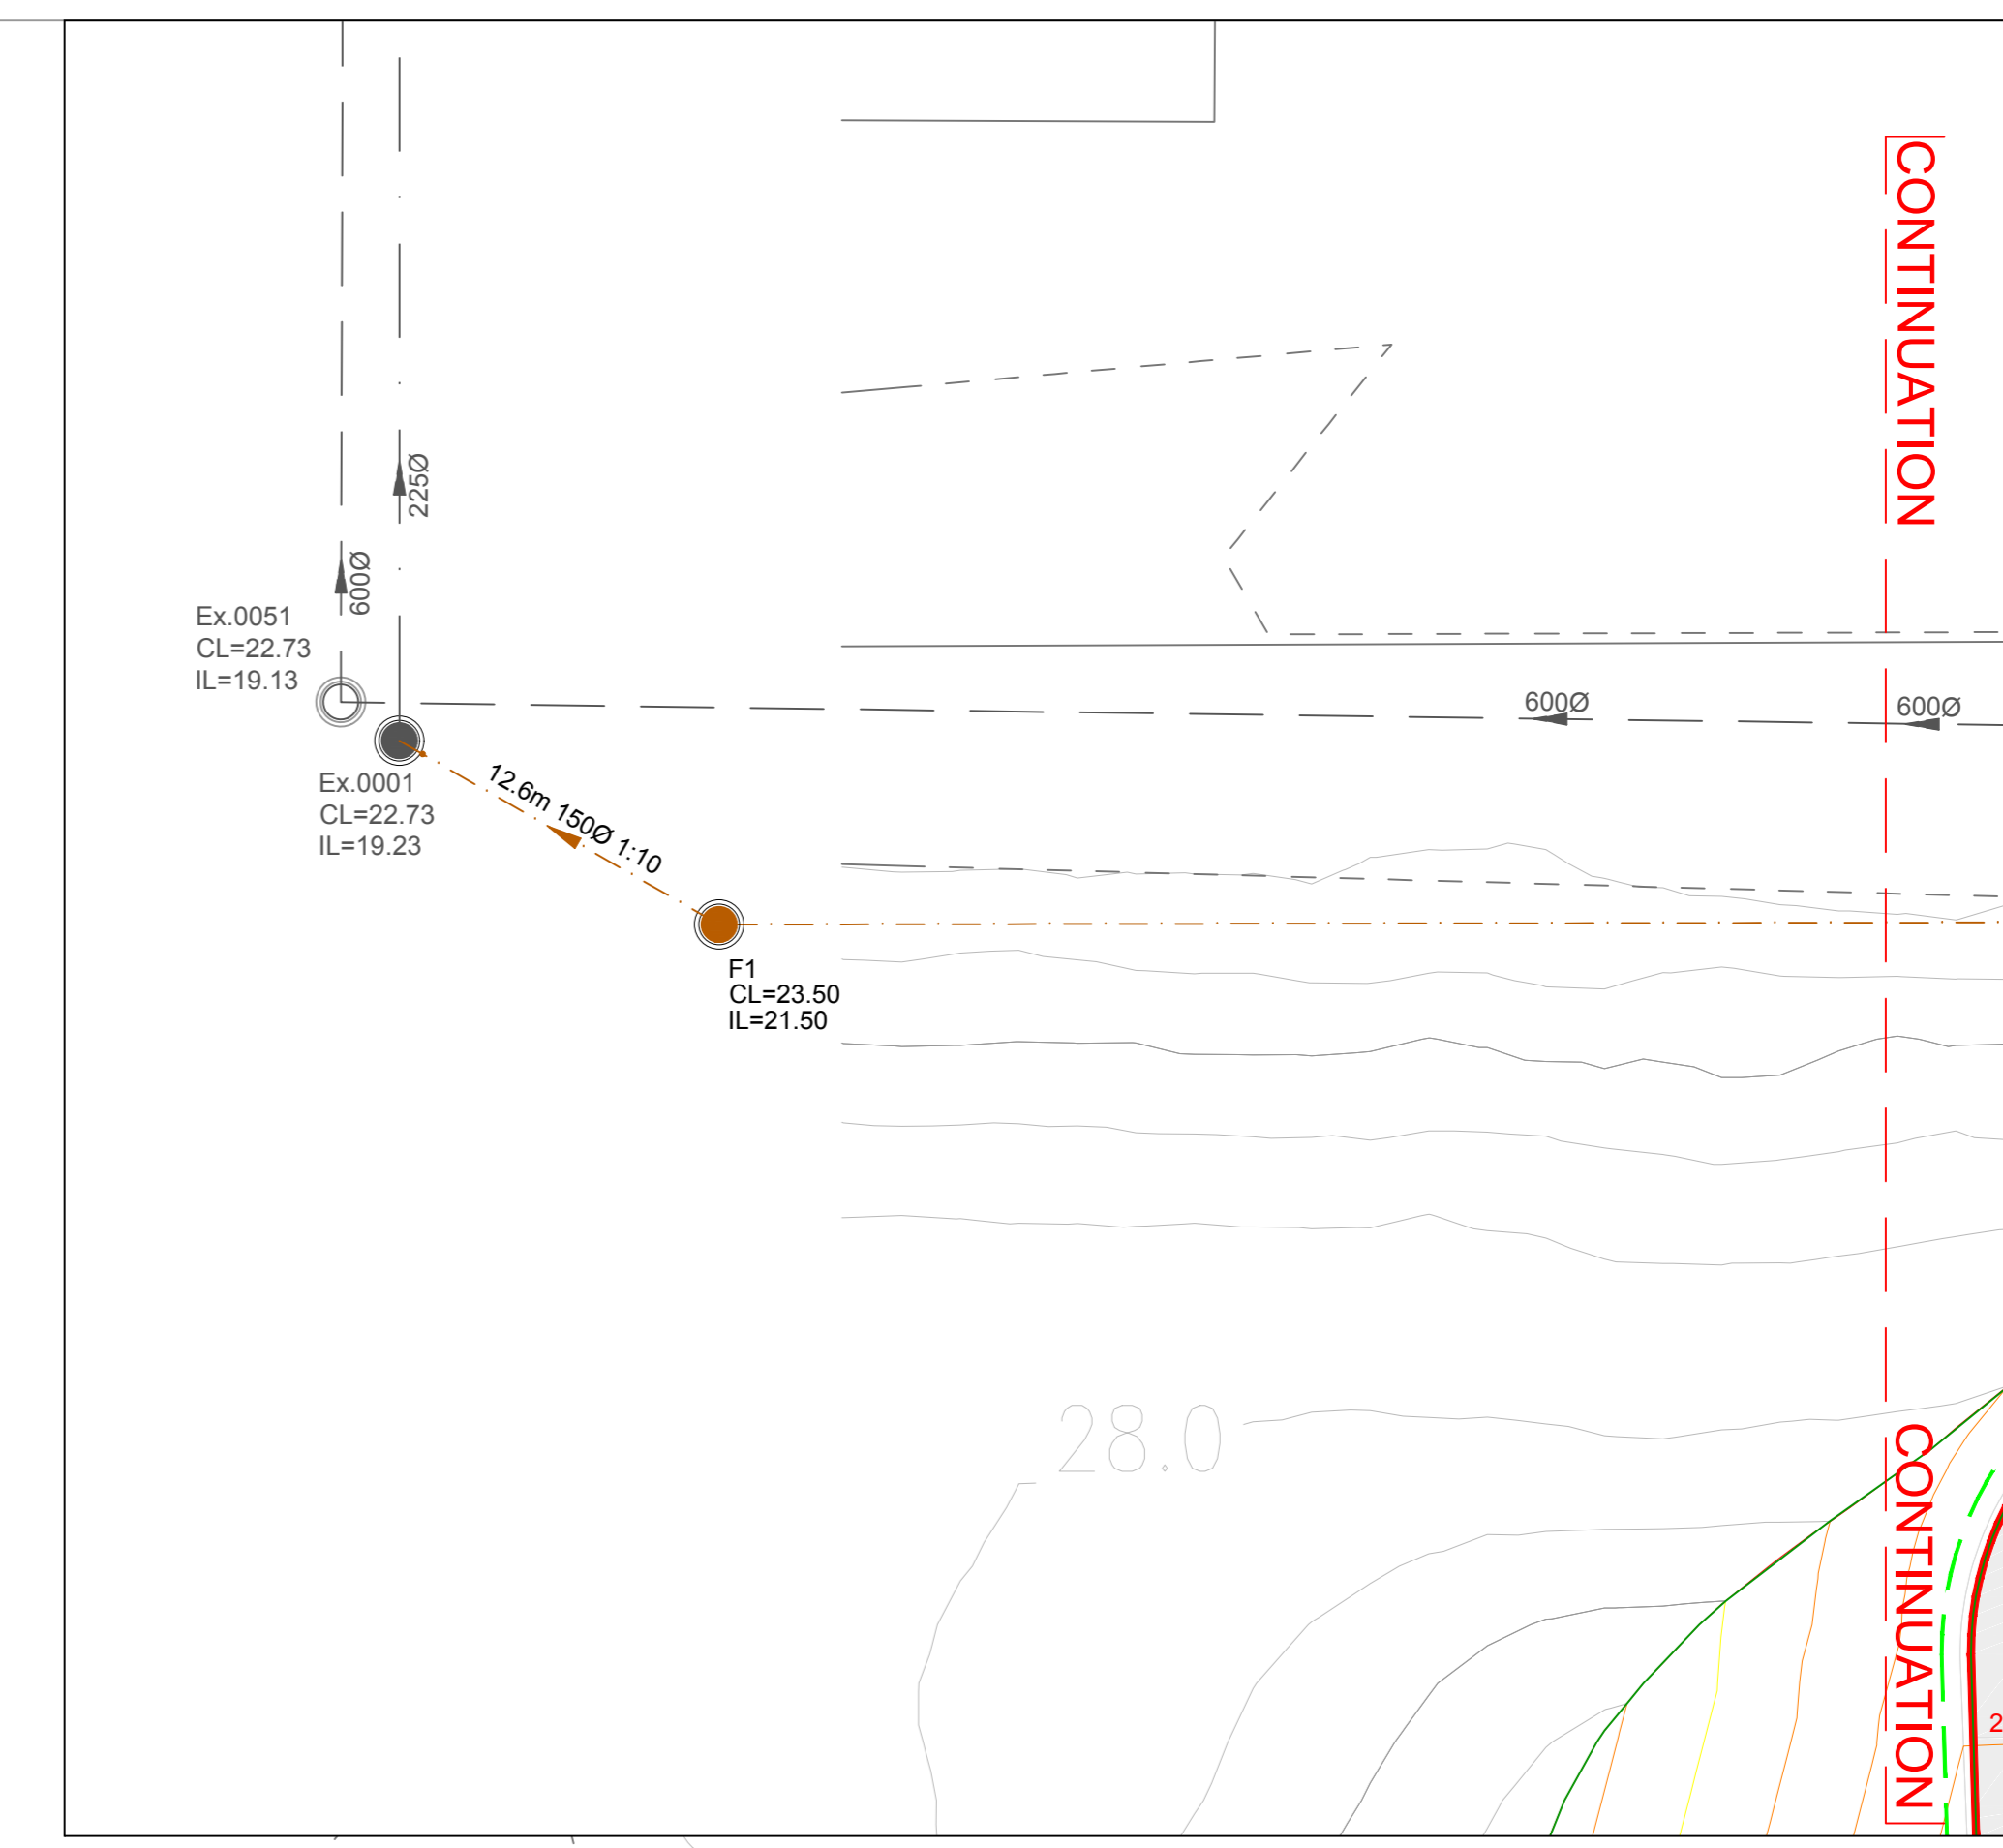 CONTINUATION
225Ø
600Ø
Ex.0051
CL=22.73
IL=19.13
600Ø
600Ø
Ex.0001
CL=22.73
IL=19.23
12.6m 150Ø 1:10
F1
CL=23.50
IL=21.50
28.0
CONTINUATION
2